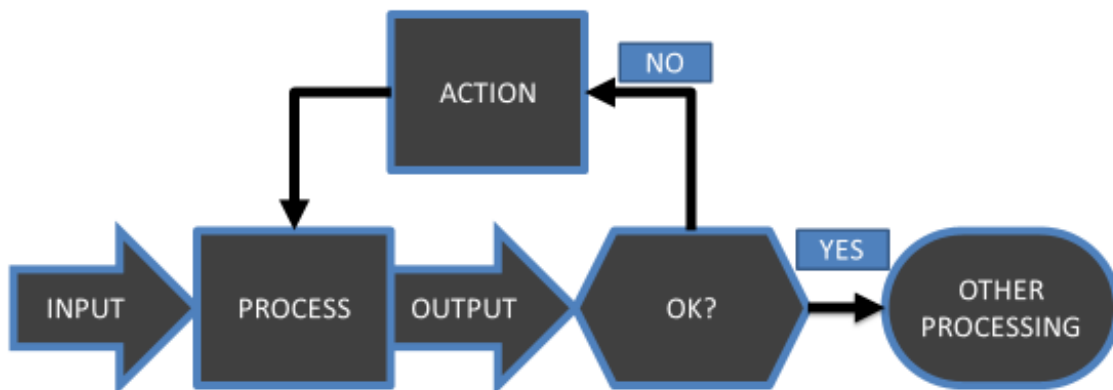 NO
ACTION
YES
INPUT
PROCESS
OUTPUT
OK?
OTHER
PROCESSING